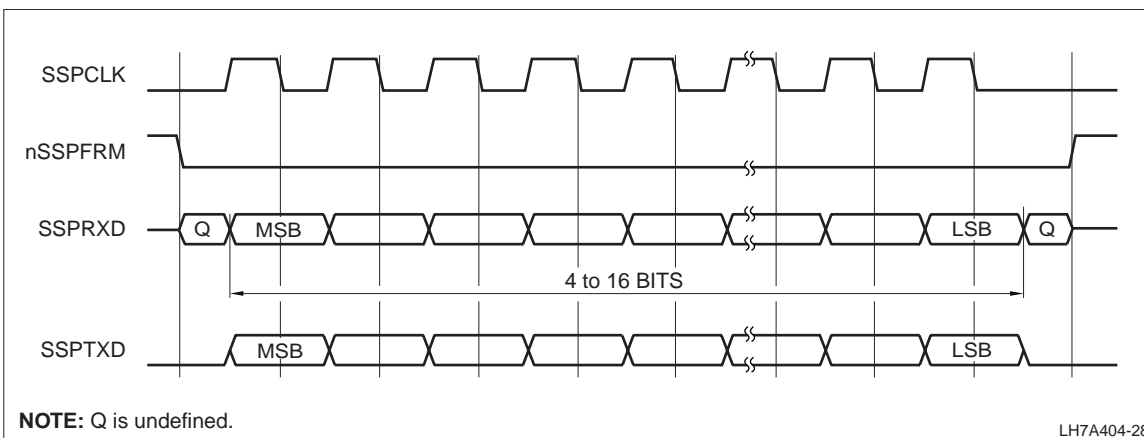 SSPCLK
nSSPFRM
SSPRXD
Q MSB LSB Q
4 to 16 BITS
SSPTXD
MSB LSB
NOTE: Q is undefined.